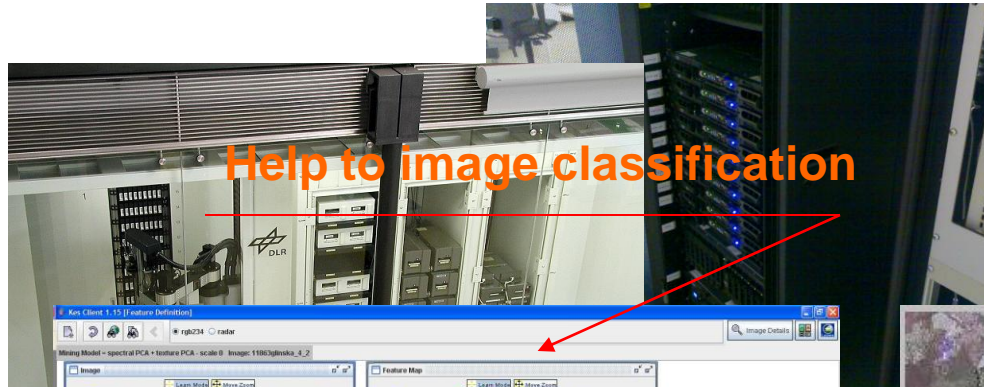 Help to image classification
DLR
Kes Client 1.15 [Feature Definition]
rgb234 radar Image Details
Mining Model = spectral PCA + texture PCA - scale 0 Image: 11863glinska_4_2
Image Feature Map
Learn Mode Move Zoom Learn Mode Move Zoom